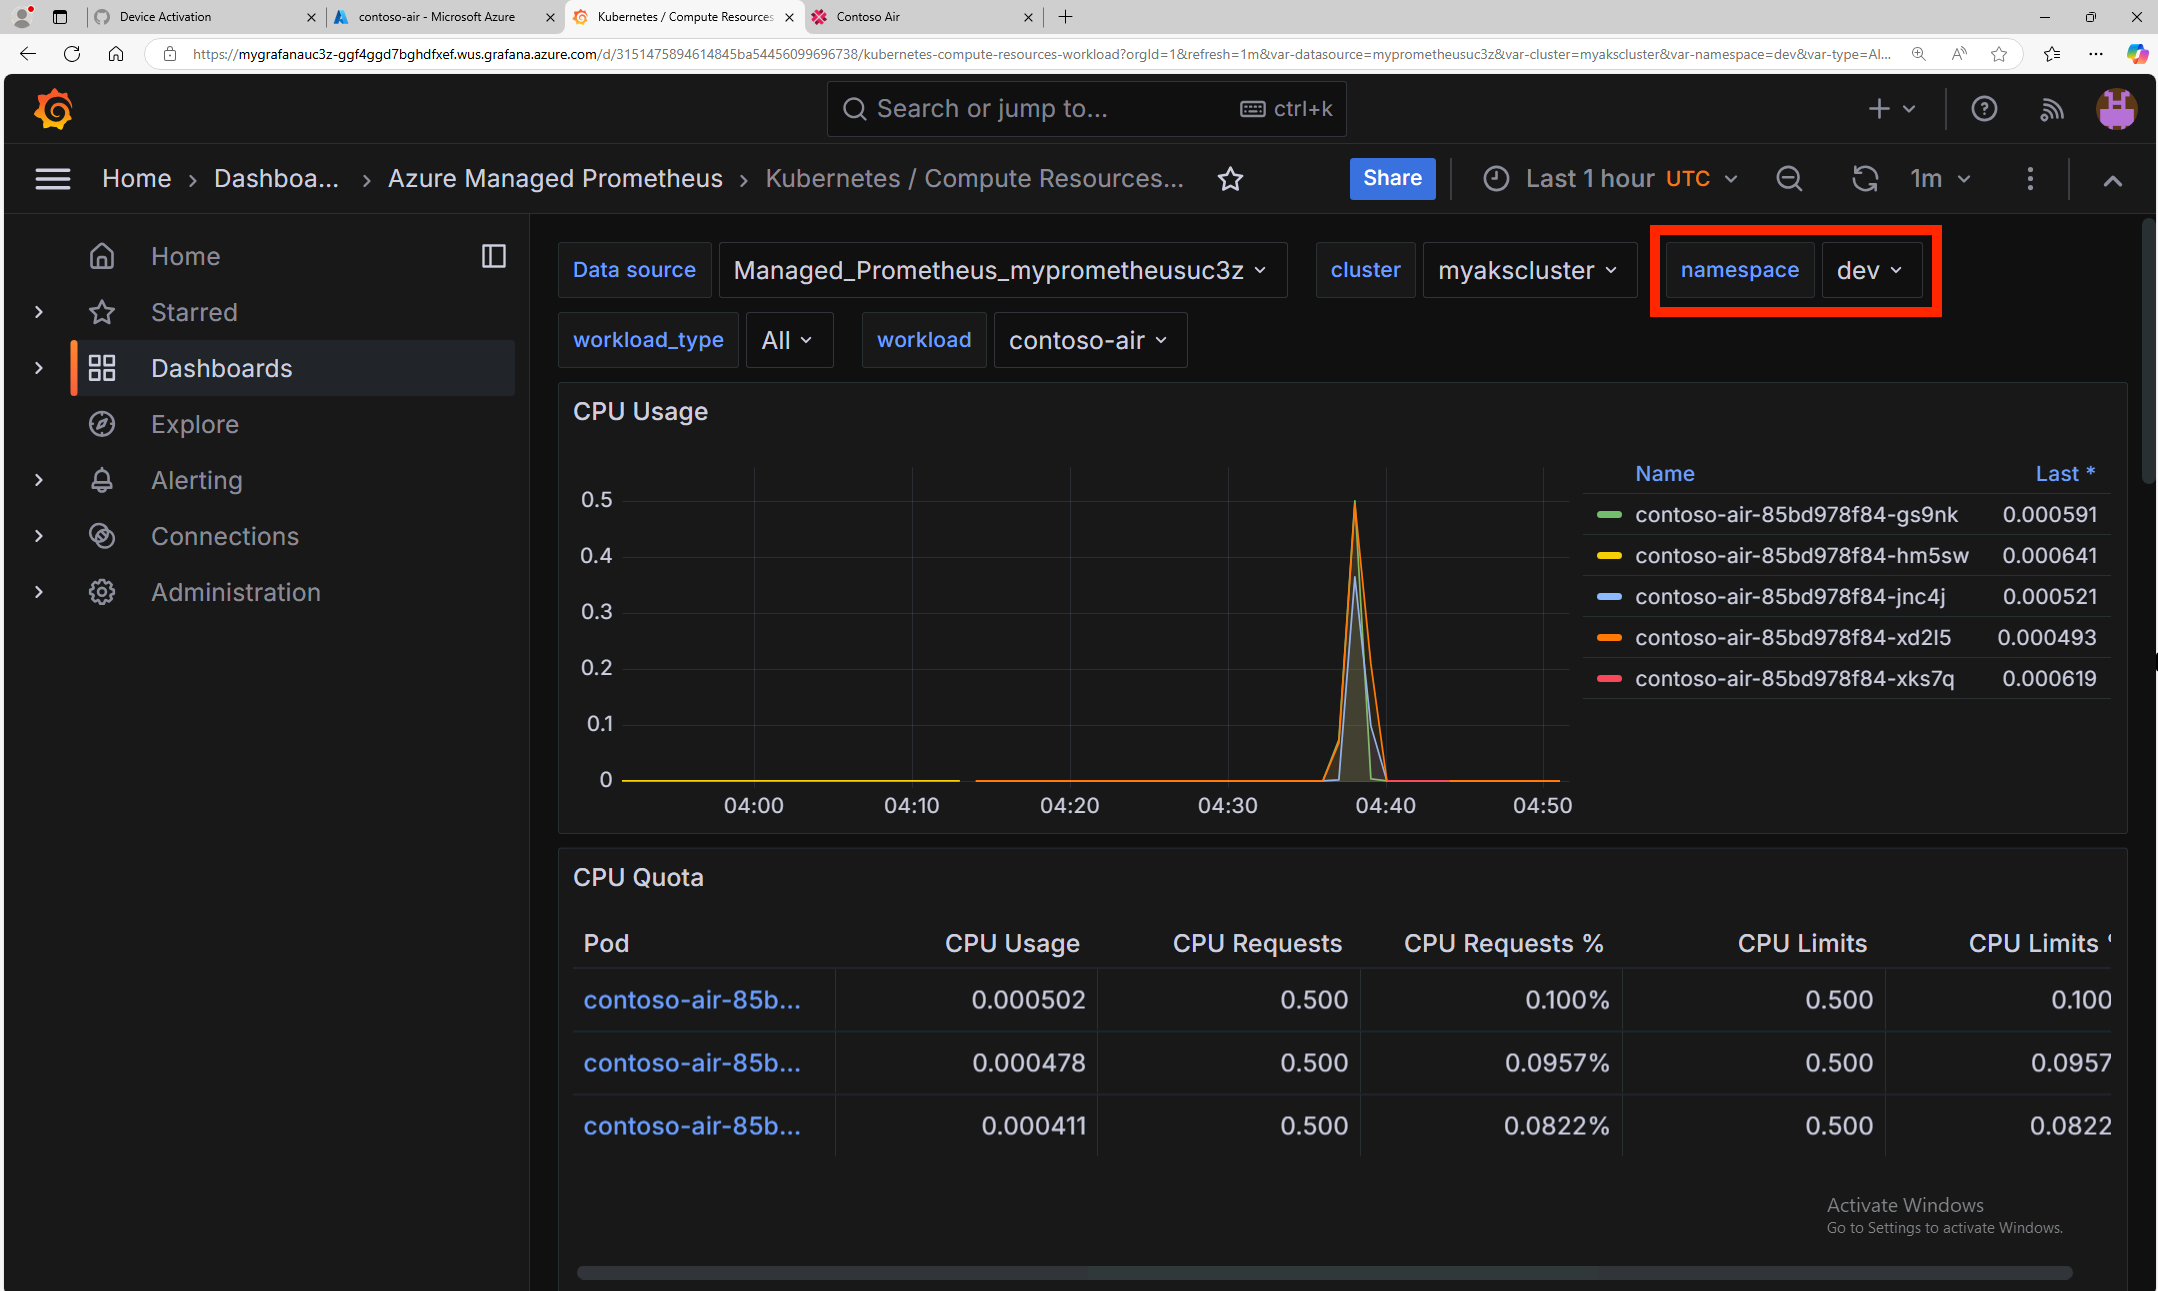 Device Activation
contoso-air - Microsoft Azure
Kubernetes / Compute Resources
Contoso Air
https://mygrafanauc3z-ggf4ggd7bghdfxef.wus.grafana.azure.com/d/3151475894614845ba54456099696738/kubernetes-compute-resources-workload?orgId=1&refresh=1m&var-datasource=myprometheusuc3z&var-cluster=myakscluster&var-namespace=dev&var-type=Al...
Search or jump to...
ctrl+k
Home › Dashboa... › Azure Managed Prometheus › Kubernetes / Compute Resources...
Share
Last 1 hour UTC
1m
Home
Starred
Dashboards
Explore
Alerting
Connections
Administration
Data source Managed_Prometheus_myprometheusuc3z
cluster myakscluster
namespace dev
workload_type All
workload contoso-air
CPU Usage
0.5
0.4
0.3
0.2
0.1
0
04:00 04:10 04:20 04:30 04:40 04:50
Name Last *
contoso-air-85bd978f84-gs9nk 0.000591
contoso-air-85bd978f84-hm5sw 0.000641
contoso-air-85bd978f84-jnc4j 0.000521
contoso-air-85bd978f84-xd2l5 0.000493
contoso-air-85bd978f84-xks7q 0.000619
CPU Quota
Pod CPU Usage CPU Requests CPU Requests % CPU Limits CPU Limits
contoso-air-85b... 0.000502 0.500 0.100% 0.500 0.100
contoso-air-85b... 0.000478 0.500 0.0957% 0.500 0.0957
contoso-air-85b... 0.000411 0.500 0.0822% 0.500 0.0822
Activate Windows
Go to Settings to activate Windows.